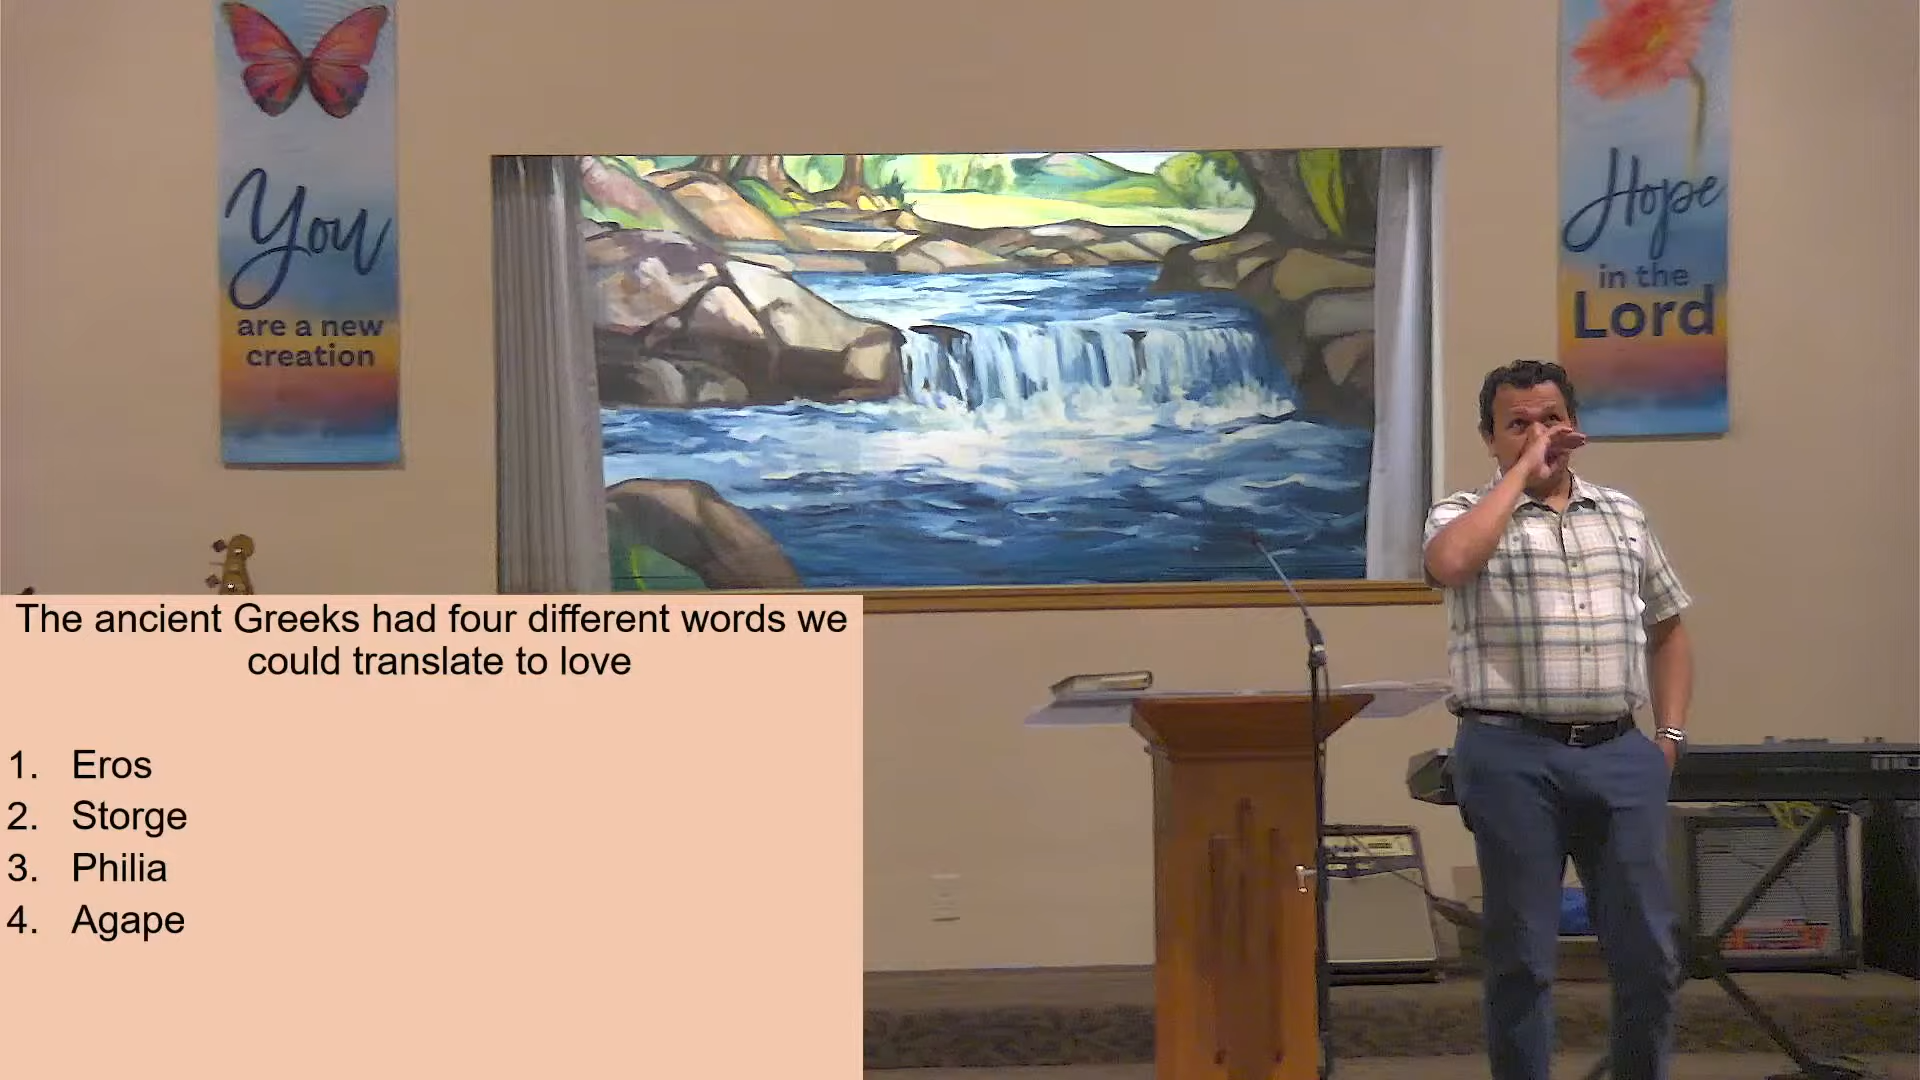 You
are a new
creation
Hope
in the
Lord
The ancient Greeks had four different words we
could translate to love
1. Eros
2. Storge
3. Philia
4. Agape